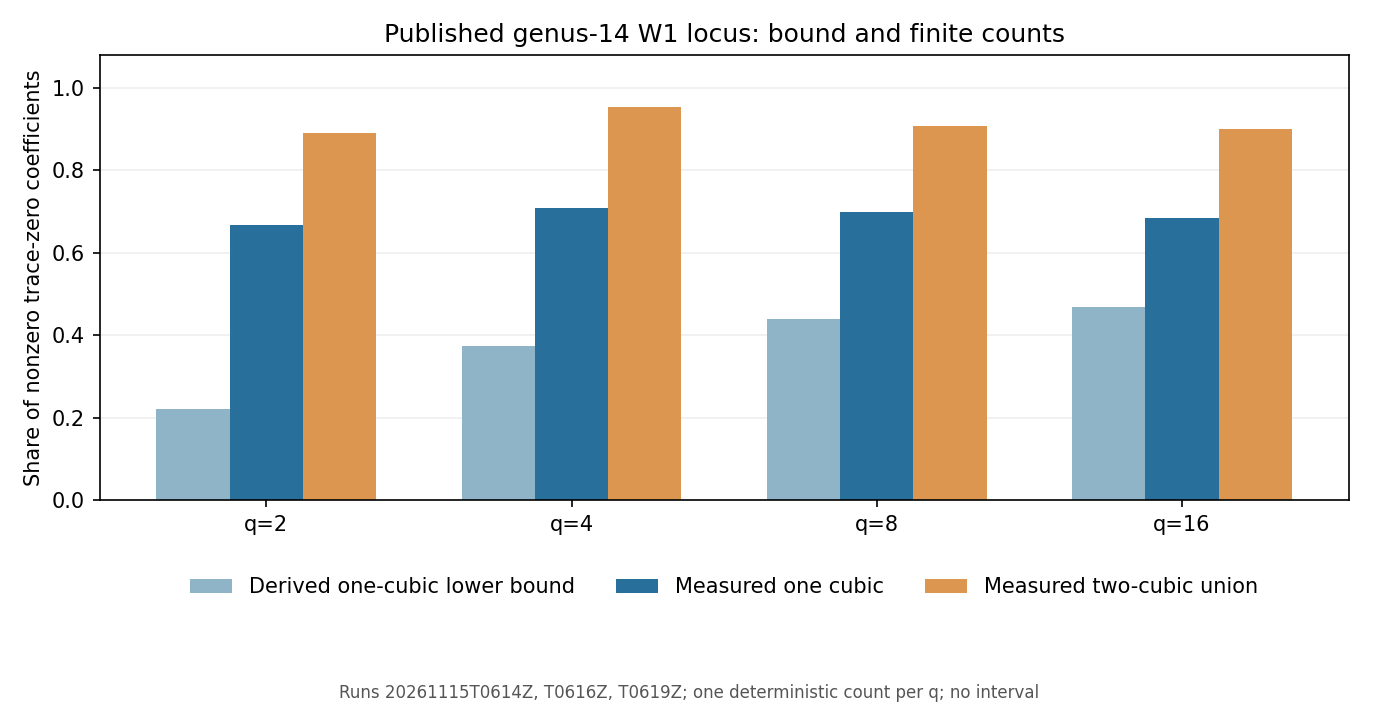 Published genus-14 W1 locus: bound and finite counts
Share of nonzero trace-zero coefficients
1.0
0.8
0.6
0.4
0.2
0.0
q=2 q=4 q=8 q=16
Derived one-cubic lower bound Measured one cubic Measured two-cubic union
Runs 20261115T0614Z, T0616Z, T0619Z; one deterministic count per q; no interval